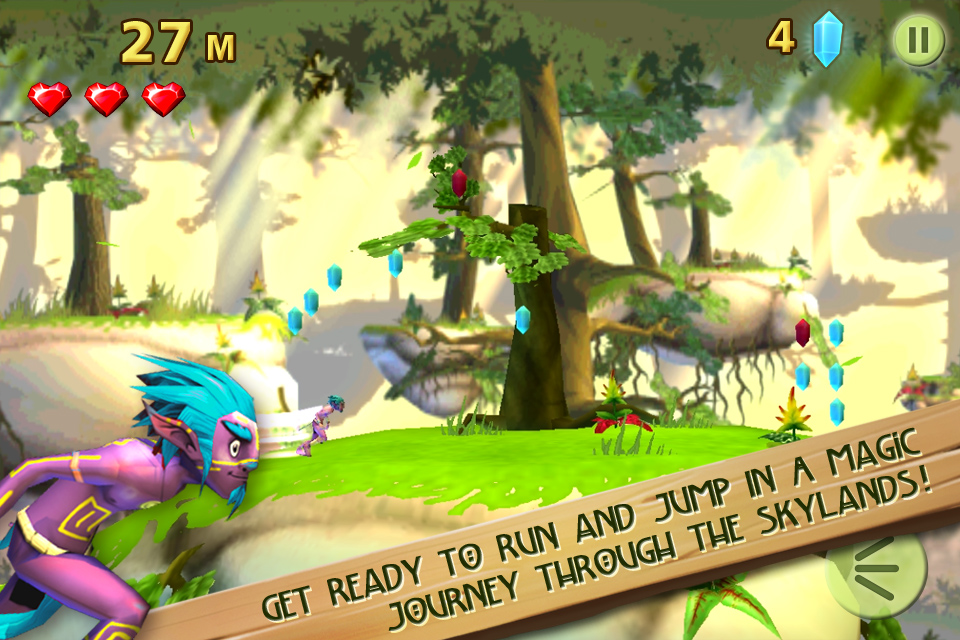 27 M
4
GET READY TO RUN AND JUMP IN A MAGIC
JOURNEY THROUGH THE SKYLANDS!